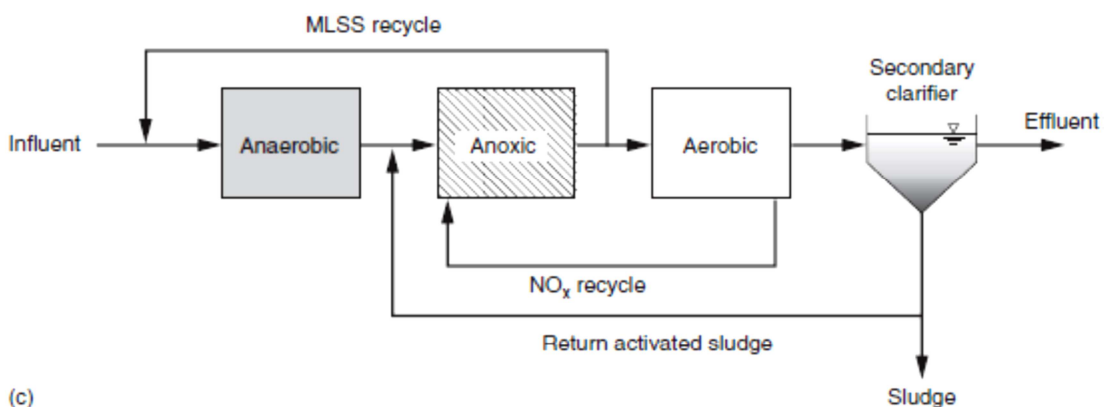 MLSS recycle
Secondary
clarifier
Influent
Anaerobic
Anoxic
Aerobic
Effluent
NOₓ recycle
Return activated sludge
(c)
Sludge